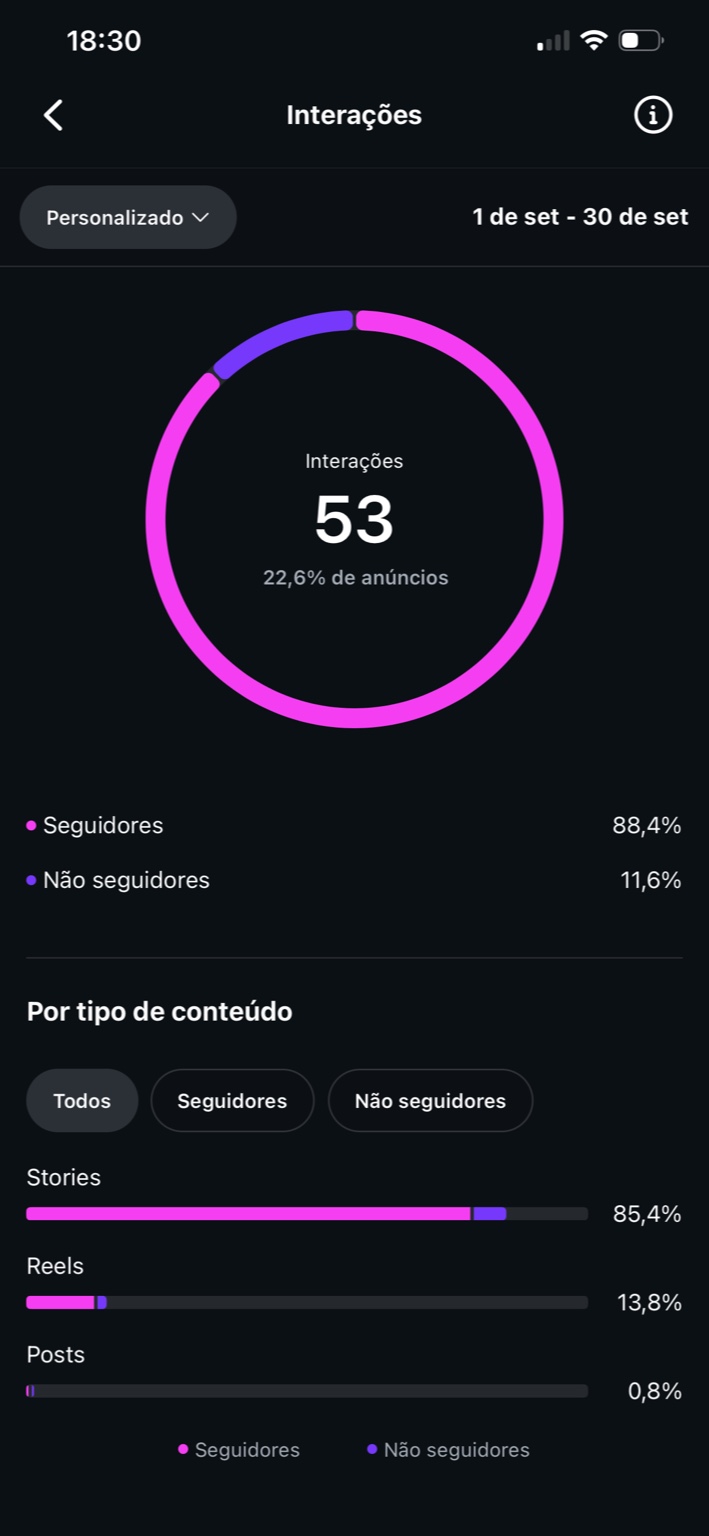 18:30
Interações
Personalizado
1 de set - 30 de set
Interações
53
22,6% de anúncios
Seguidores 88,4%
Não seguidores 11,6%
Por tipo de conteúdo
Todos Seguidores Não seguidores
Stories
85,4%
Reels
13,8%
Posts
0,8%
Seguidores Não seguidores